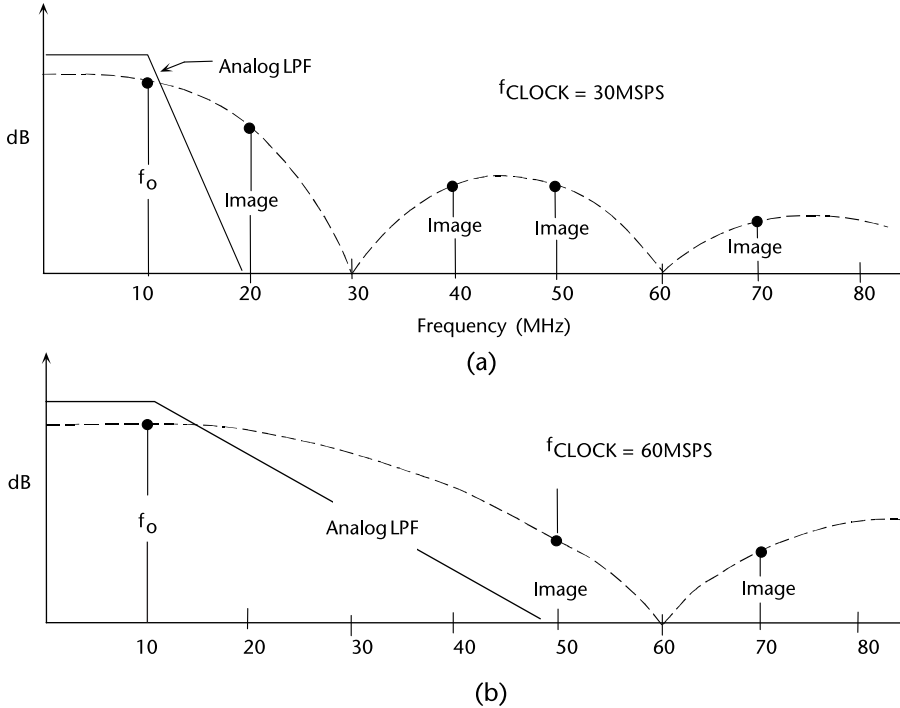 Analog LPF
fCLOCK = 30MSPS
dB
fo
Image
Image
Image
Image
10 20 30 40 50 60 70 80
Frequency (MHz)
(a)
fCLOCK = 60MSPS
dB
fo
Analog LPF
Image
Image
10 20 30 40 50 60 70 80
(b)